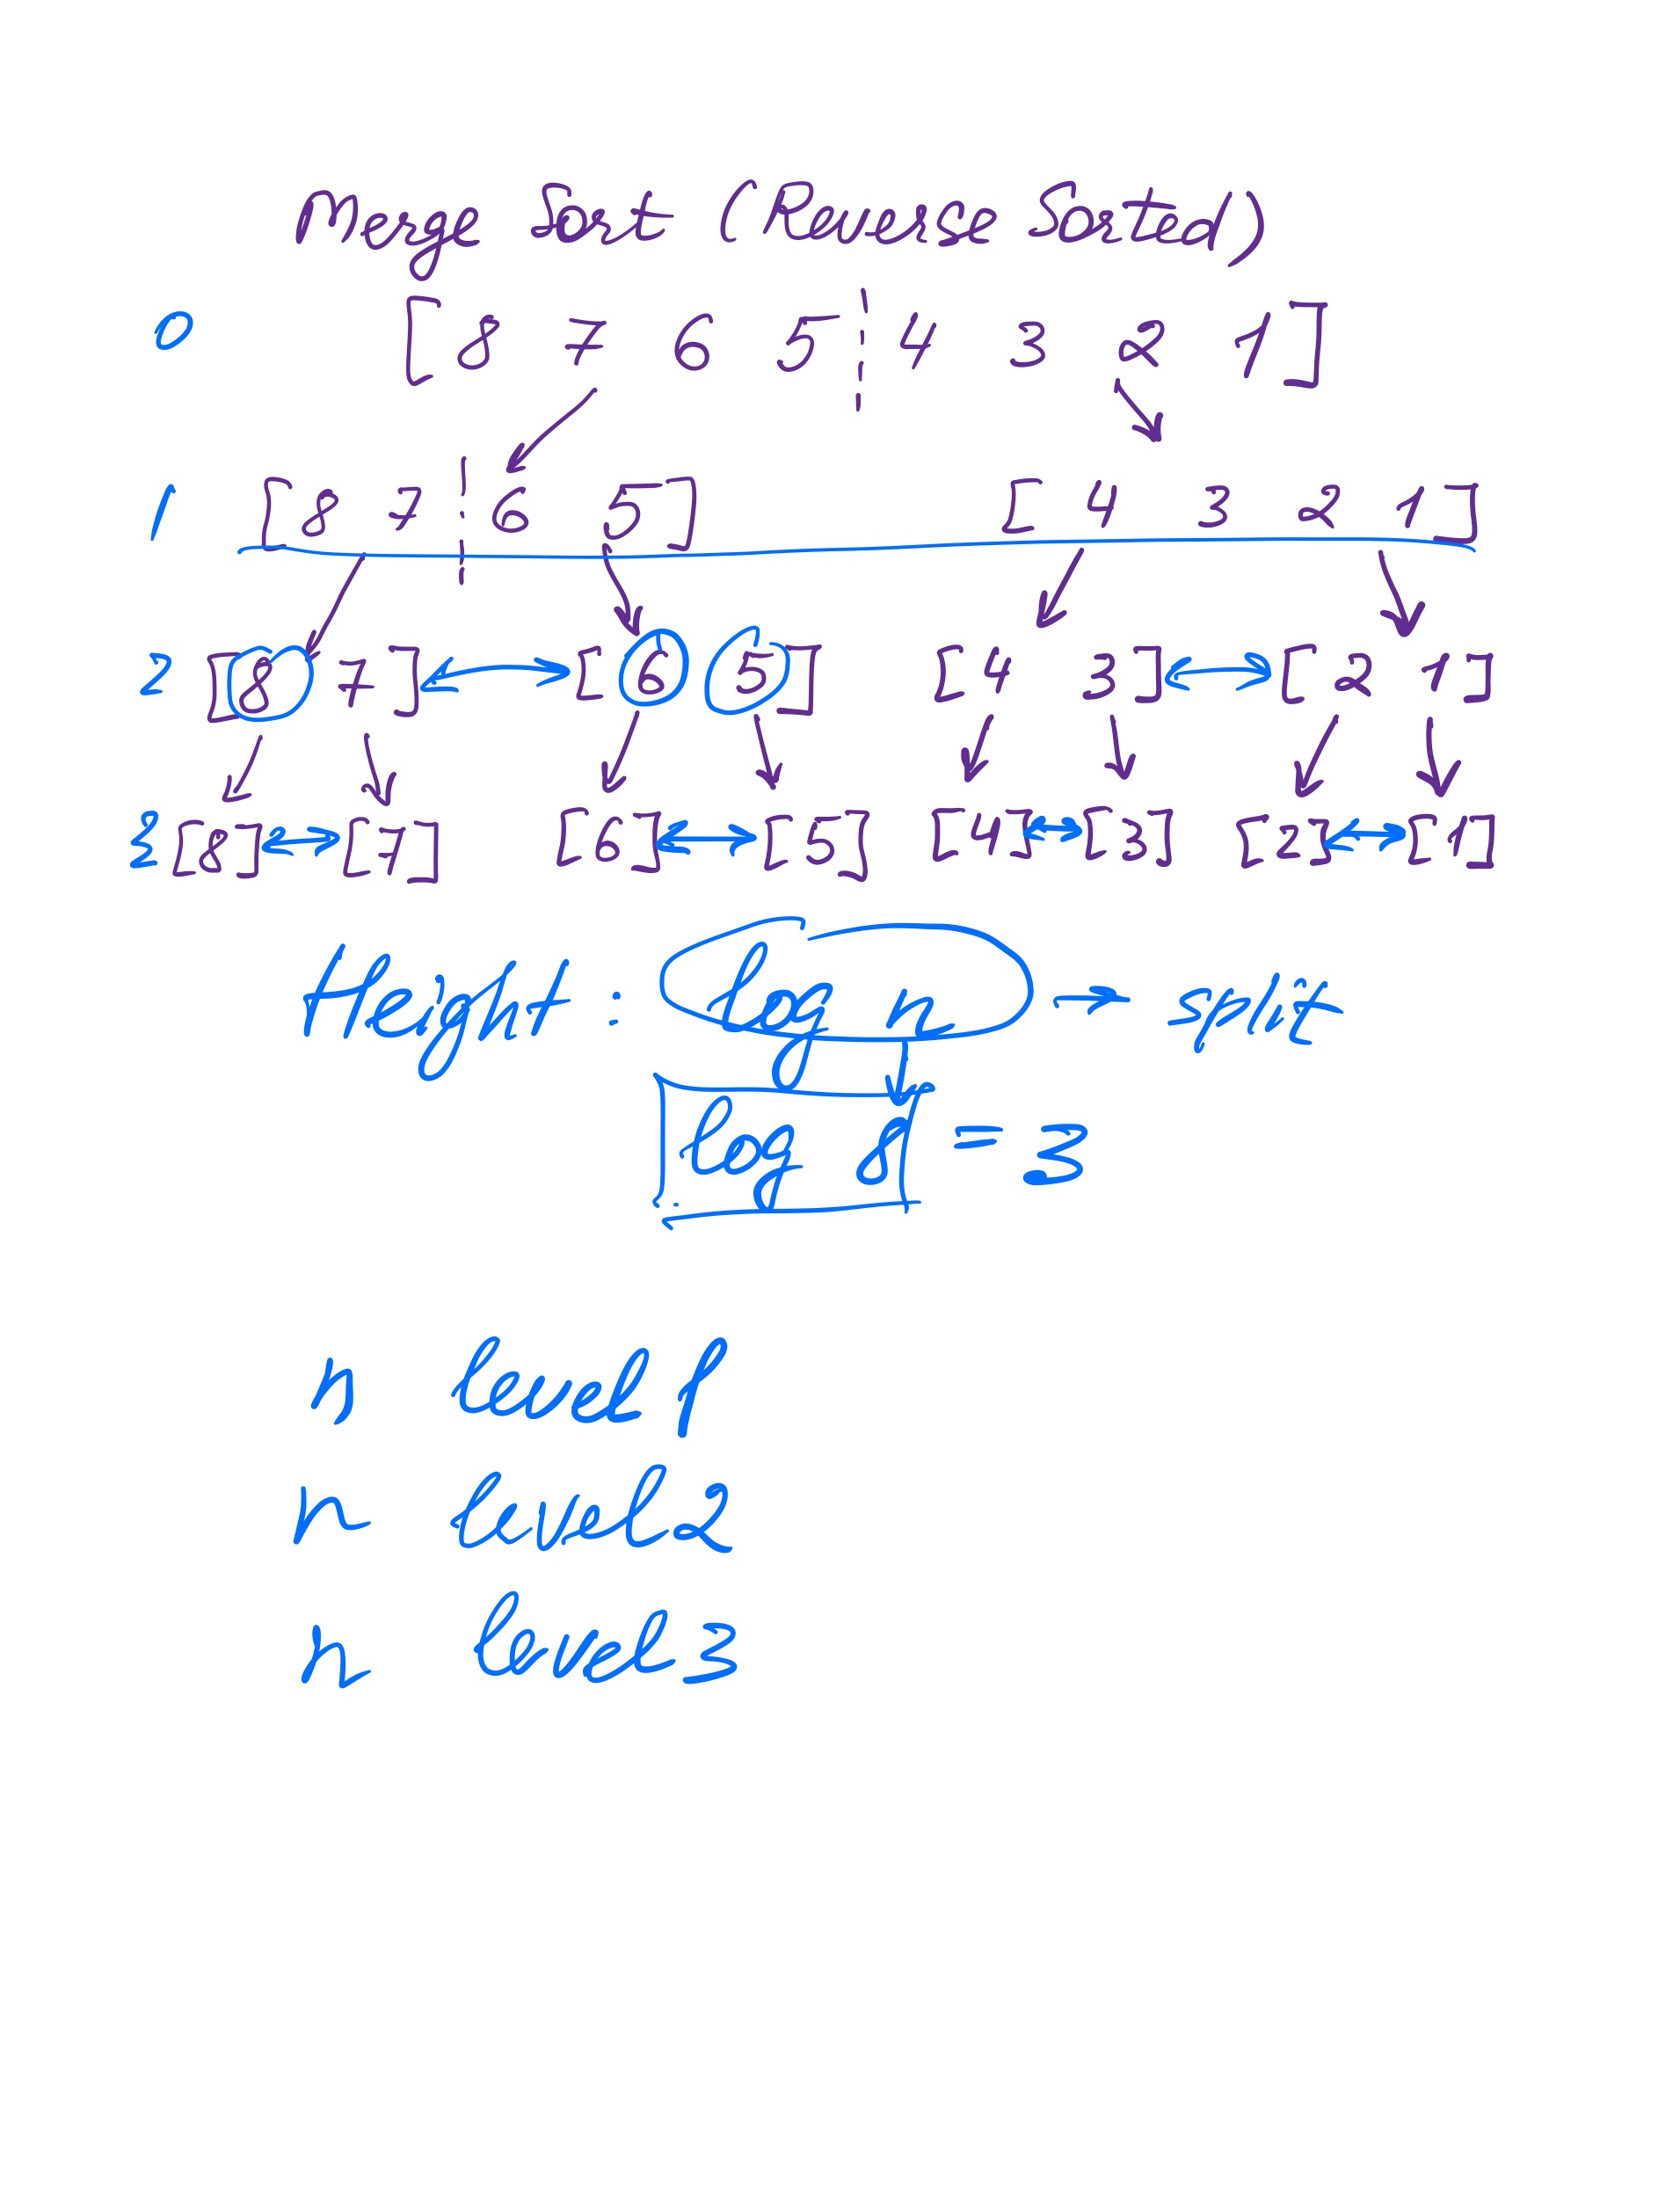 Merge Sort (Reverse Sorted)
0 [ 8 7 6 5 4 3 2 1 ]
1 [ 8 7 6 5 ] [ 4 3 2 1 ]
2 [ 8 7 ] [ 6 5 ] [ 4 3 ] [ 2 1 ]
3 [ 8 ] [ 7 ] [ 6 ] [ 5 ] [ 4 ] [ 3 ] [ 2 ] [ 1 ]
Height : log n → split
log 8 = 3
n level 1
n level 2
n level 3